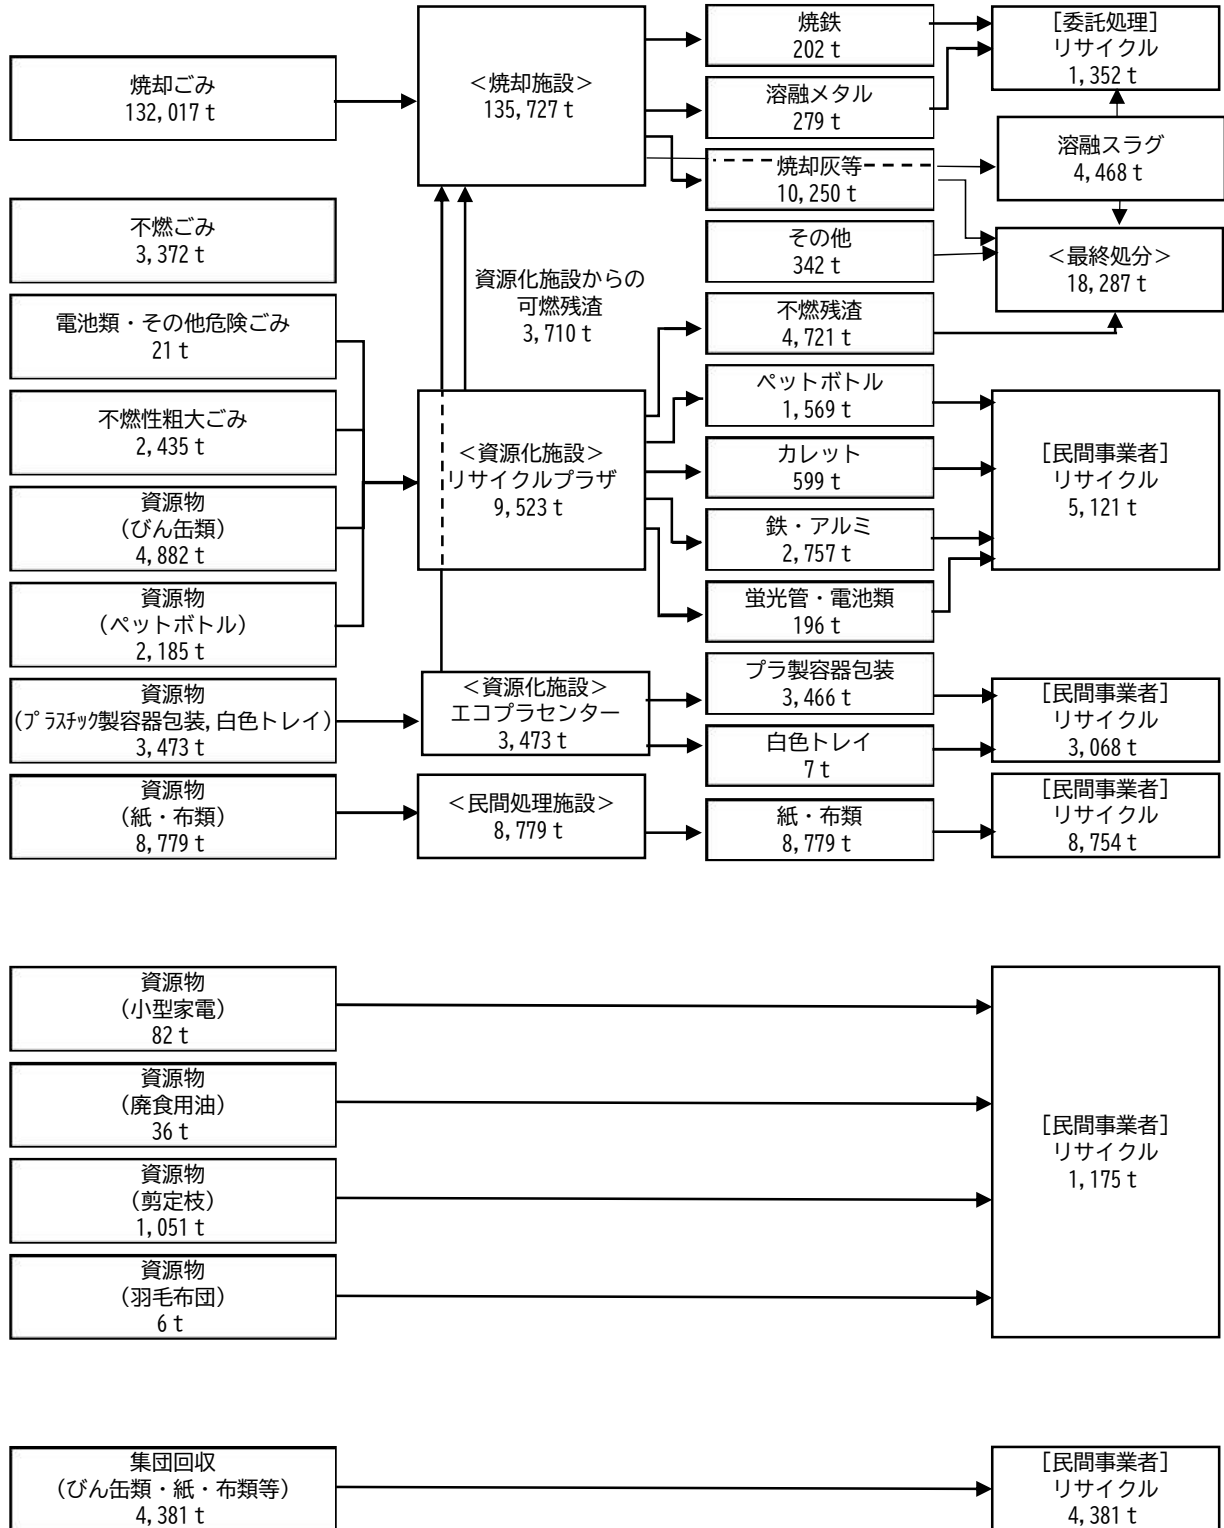 焼却ごみ
132,017 t
不燃ごみ
3,372 t
電池類・その他危険ごみ
21 t
不燃性粗大ごみ
2,435 t
資源物
(びん缶類)
4,882 t
資源物
(ペットボトル)
2,185 t
資源物
(プラスチック製容器包装,白色トレイ)
3,473 t
資源物
(紙・布類)
8,779 t
<焼却施設>
135,727 t
資源化施設からの
可燃残渣
3,710 t
<資源化施設>
リサイクルプラザ
9,523 t
<資源化施設>
エコプラセンター
3,473 t
<民間処理施設>
8,779 t
焼鉄
202 t
溶融メタル
279 t
焼却灰等
10,250 t
その他
342 t
不燃残渣
4,721 t
ペットボトル
1,569 t
カレット
599 t
鉄・アルミ
2,757 t
蛍光管・電池類
196 t
プラ製容器包装
3,466 t
白色トレイ
7 t
紙・布類
8,779 t
[委託処理]
リサイクル
1,352 t
溶融スラグ
4,468 t
<最終処分>
18,287 t
[民間事業者]
リサイクル
5,121 t
[民間事業者]
リサイクル
3,068 t
[民間事業者]
リサイクル
8,754 t
資源物
(小型家電)
82 t
資源物
(廃食用油)
36 t
資源物
(剪定枝)
1,051 t
資源物
(羽毛布団)
6 t
[民間事業者]
リサイクル
1,175 t
集団回収
(びん缶類・紙・布類等)
4,381 t
[民間事業者]
リサイクル
4,381 t